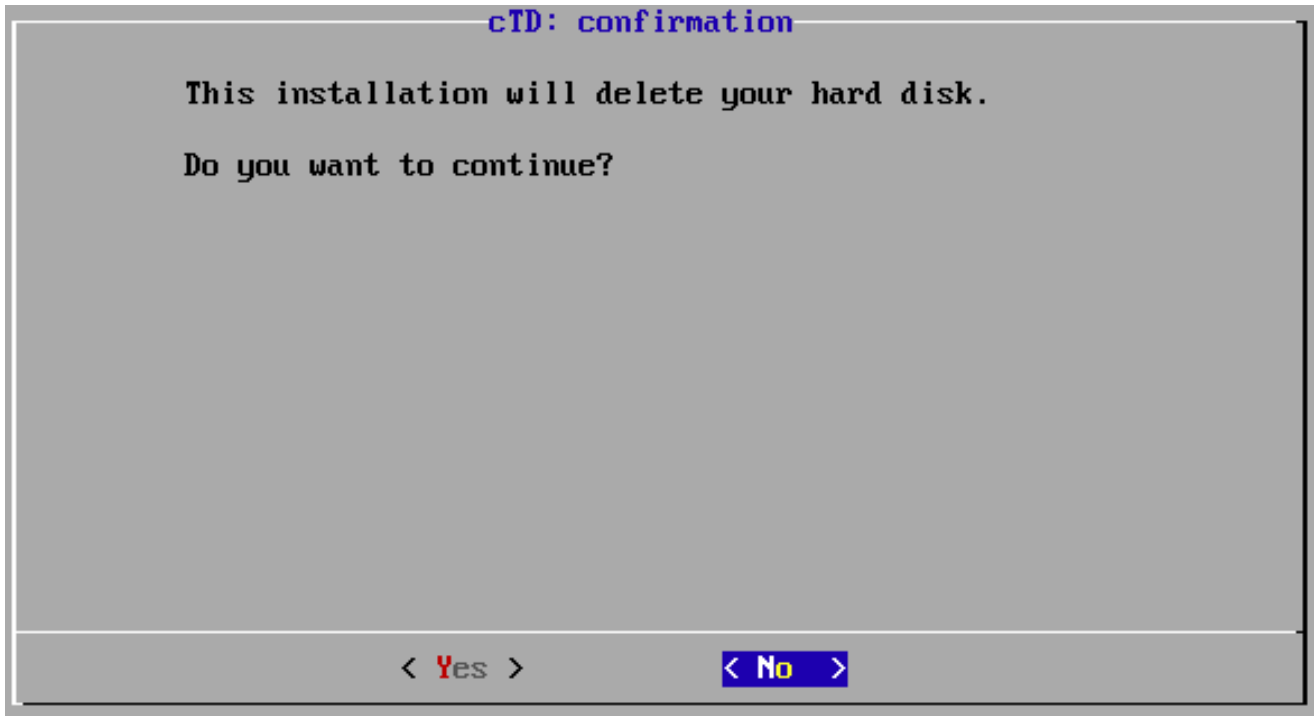 cTD: confirmation
This installation will delete your hard disk.
Do you want to continue?
< Yes > < No >